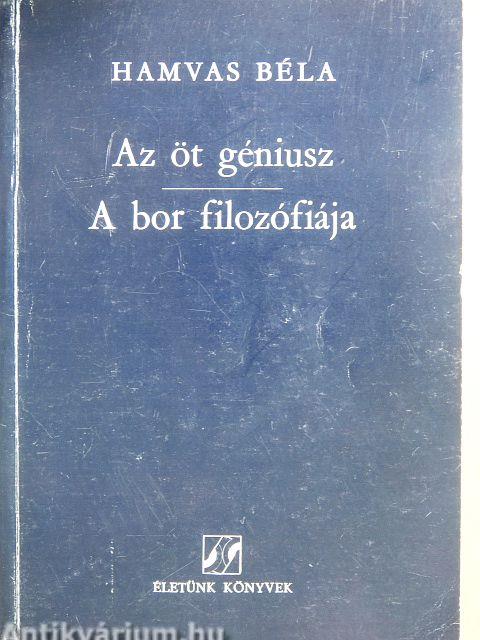 HAMVAS BÉLA
Az öt géniusz
A bor filozófiája
ÉLETÜNK KÖNYVEK
Antikvárium.hu